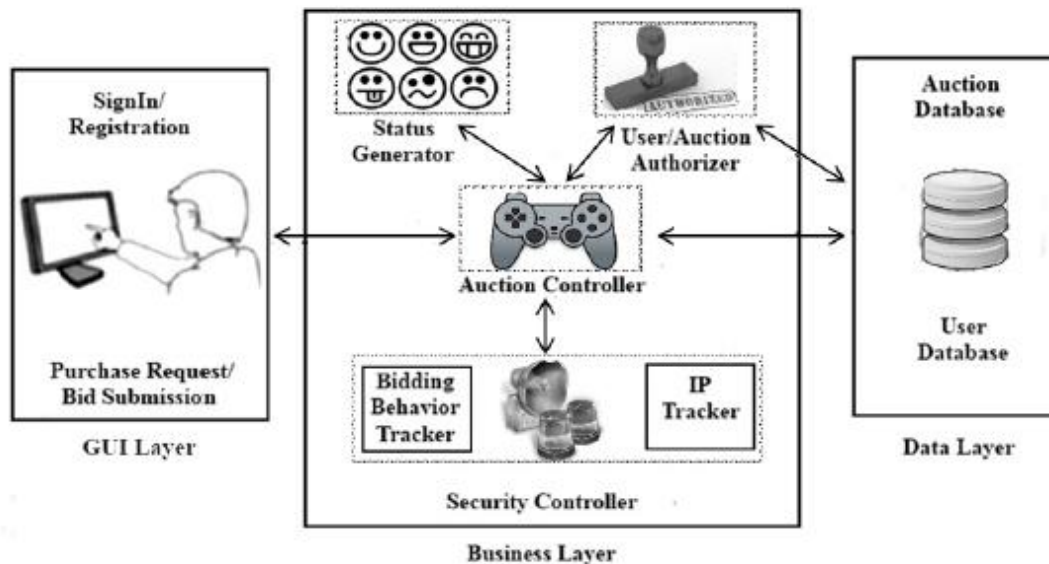 SignIn/
Registration
Purchase Request/
Bid Submission
GUI Layer
Status
Generator
AUTHORIZED
User/Auction
Authorizer
Auction Controller
Bidding
Behavior
Tracker
IP
Tracker
Security Controller
Business Layer
Auction
Database
User
Database
Data Layer